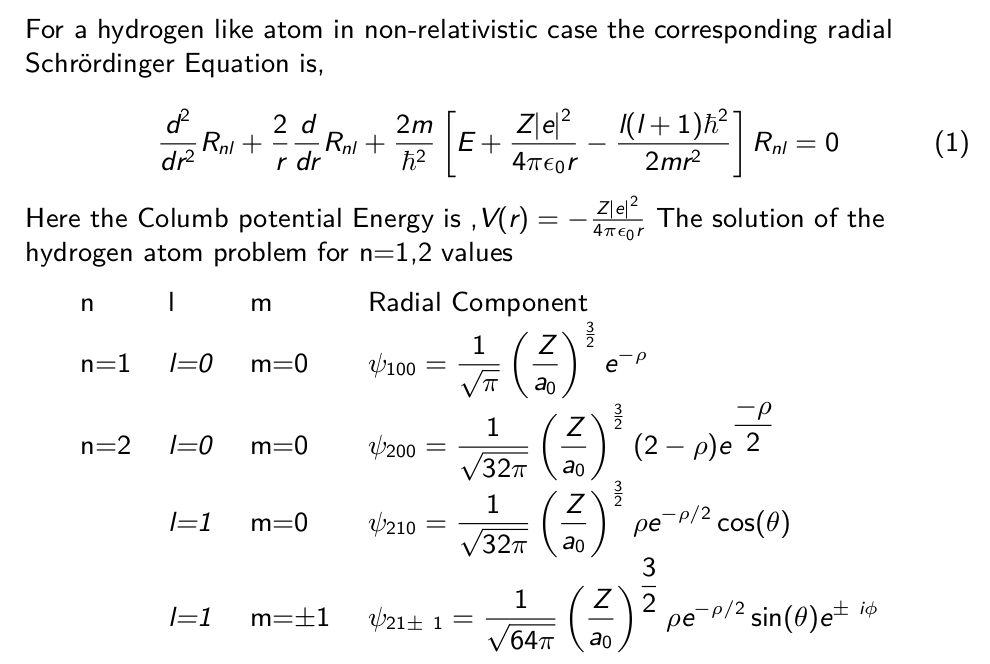 For a hydrogen like atom in non-relativistic case the corresponding radial
Schrördinger Equation is,
$\frac{d^2}{dr^2} R_{nl} + \frac{2}{r} \frac{d}{dr} R_{nl} + \frac{2m}{\hbar^2} \left[ E + \frac{Z|e|^2}{4\pi\epsilon_0 r} - \frac{l(l+1)\hbar^2}{2mr^2} \right] R_{nl} = 0$ (1)
Here the Columb potential Energy is ,$V(r) = -\frac{Z|e|^2}{4\pi\epsilon_0 r}$ The solution of the
hydrogen atom problem for n=1,2 values
n l m Radial Component
n=1 l=0 m=0 $\psi_{100} = \frac{1}{\sqrt{\pi}} \left( \frac{Z}{a_0} \right)^{\frac{3}{2}} e^{-\rho}$
n=2 l=0 m=0 $\psi_{200} = \frac{1}{\sqrt{32\pi}} \left( \frac{Z}{a_0} \right)^{\frac{3}{2}} (2 - \rho) e^{\frac{-\rho}{2}}$
l=1 m=0 $\psi_{210} = \frac{1}{\sqrt{32\pi}} \left( \frac{Z}{a_0} \right)^{\frac{3}{2}} \rho e^{-\rho/2} \cos(\theta)$
l=1 m=±1 $\psi_{21\pm 1} = \frac{1}{\sqrt{64\pi}} \left( \frac{Z}{a_0} \right)^{\frac{3}{2}} \rho e^{-\rho/2} \sin(\theta) e^{\pm i\phi}$